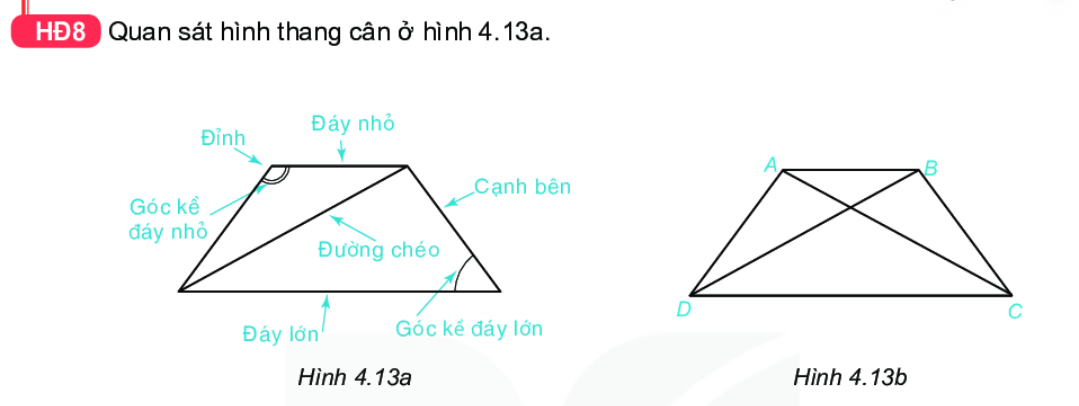 HĐ8 Quan sát hình thang cân ở hình 4.13a.
Đỉnh
Đáy nhỏ
Góc kề
đáy nhỏ
Cạnh bên
Đường chéo
Đáy lớn
Góc kề đáy lớn
Hình 4.13a
A
B
D
C
Hình 4.13b